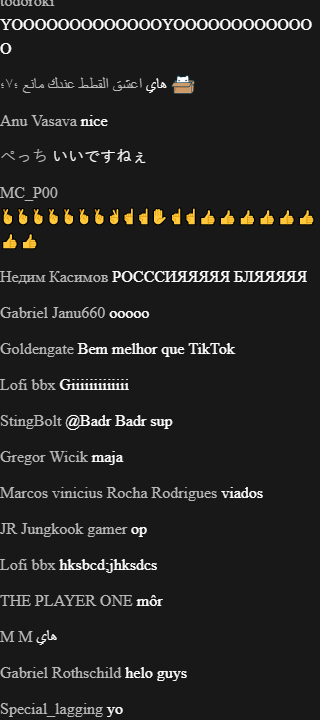 todoroki
YOOOOOOOOOOOOOYOOOOOOOOOOOO
O
اعشق القطط عندك مانع ؛٧؛ هاي
Anu Vasava nice
ぺっち いいですねぇ
MC_P00
✌✌✌✌✌✌✌✌☝☝✋☝☝👍👍👍👍👍👍
👍👍
Недим Касимов РОСССИЯЯЯЯЯ БЛЯЯЯЯЯ
Gabriel Janu660 ooooo
Goldengate Bem melhor que TikTok
Lofi bbx Giiiiiiiiiiiii
StingBolt @Badr Badr sup
Gregor Wicik maja
Marcos vinicius Rocha Rodrigues viados
JR Jungkook gamer op
Lofi bbx hksbcd;jhksdcs
THE PLAYER ONE môr
M M هاي
Gabriel Rothschild helo guys
Special_lagging yo